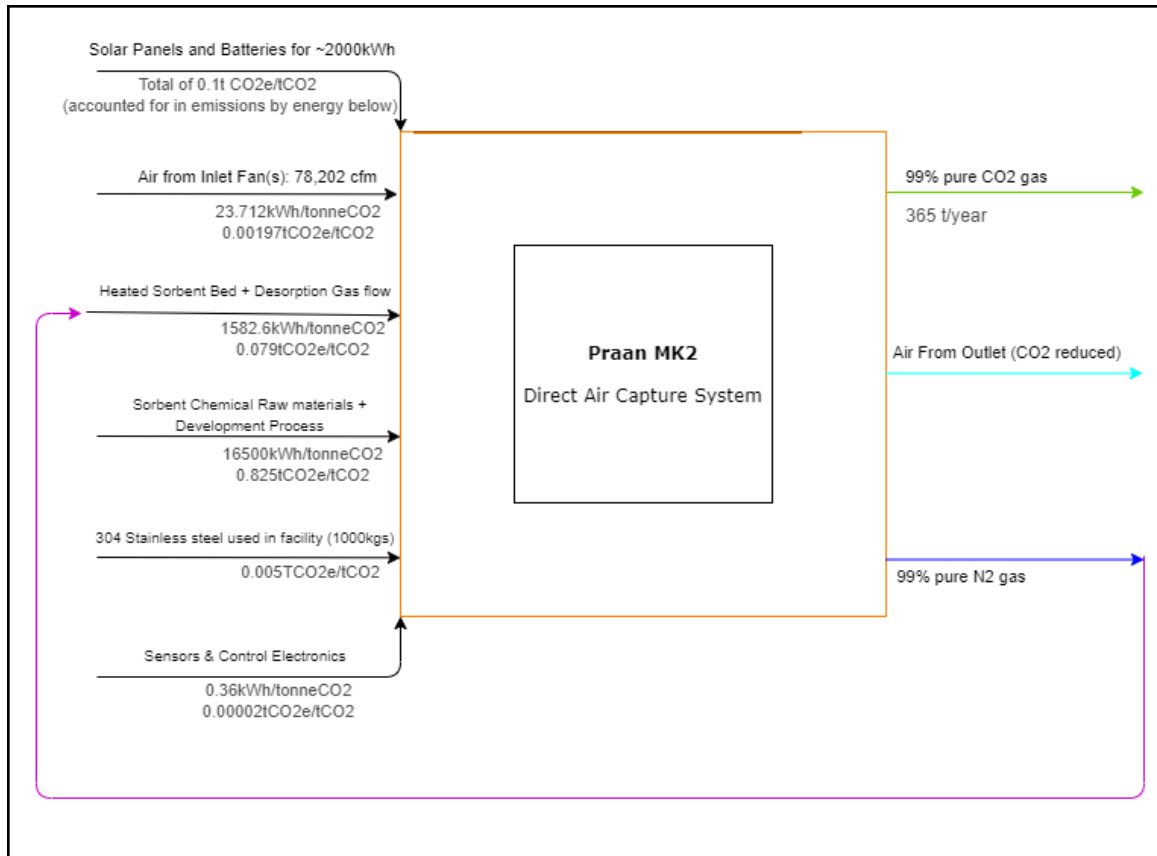 Solar Panels and Batteries for ~2000kWh
Total of 0.1t CO2e/tCO2
(accounted for in emissions by energy below)
Air from Inlet Fan(s): 78,202 cfm
23.712kWh/tonneCO2
0.00197tCO2e/tCO2
Heated Sorbent Bed + Desorption Gas flow
1582.6kWh/tonneCO2
0.079tCO2e/tCO2
Sorbent Chemical Raw materials +
Development Process
16500kWh/tonneCO2
0.825tCO2e/tCO2
304 Stainless steel used in facility (1000kgs)
0.005TCO2e/tCO2
Sensors & Control Electronics
0.36kWh/tonneCO2
0.00002tCO2e/tCO2
Praan MK2
Direct Air Capture System
99% pure CO2 gas
365 t/year
Air From Outlet (CO2 reduced)
99% pure N2 gas